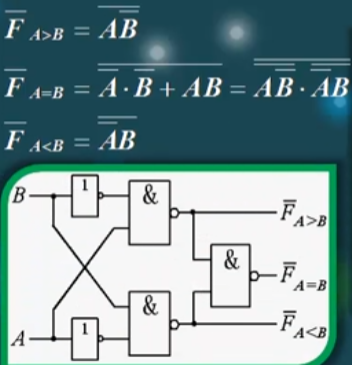 $\overline{F}_{A>B} = \overline{A\overline{B}}$
$\overline{F}_{A=B} = \overline{\overline{A} \cdot \overline{B} + AB} = \overline{\overline{A\overline{B}} \cdot \overline{\overline{A}B}}$
$\overline{F}_{A<B} = \overline{\overline{A}B}$
B 1 &
$\overline{F}_{A>B}$
& $\overline{F}_{A=B}$
&
$\overline{F}_{A<B}$
A 1